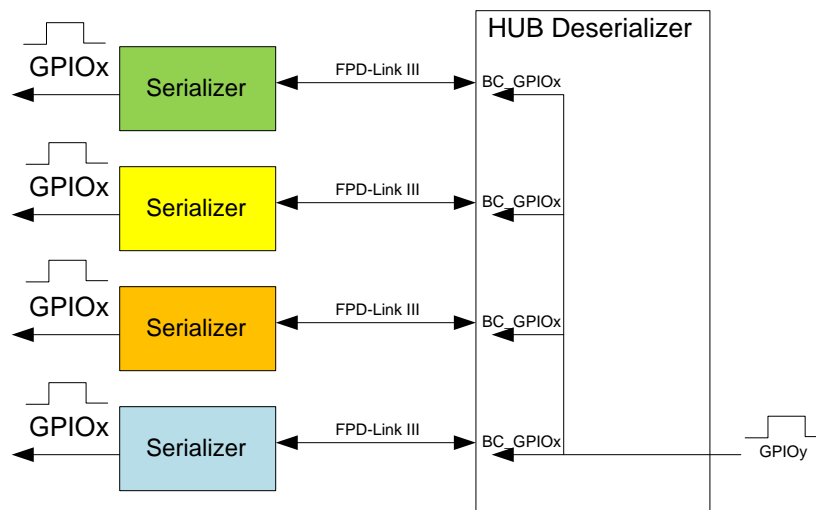 HUB Deserializer
GPIOx
Serializer
FPD-Link III
BC_GPIOx
GPIOx
Serializer
FPD-Link III
BC_GPIOx
GPIOx
Serializer
FPD-Link III
BC_GPIOx
GPIOx
Serializer
FPD-Link III
BC_GPIOx
GPIOy